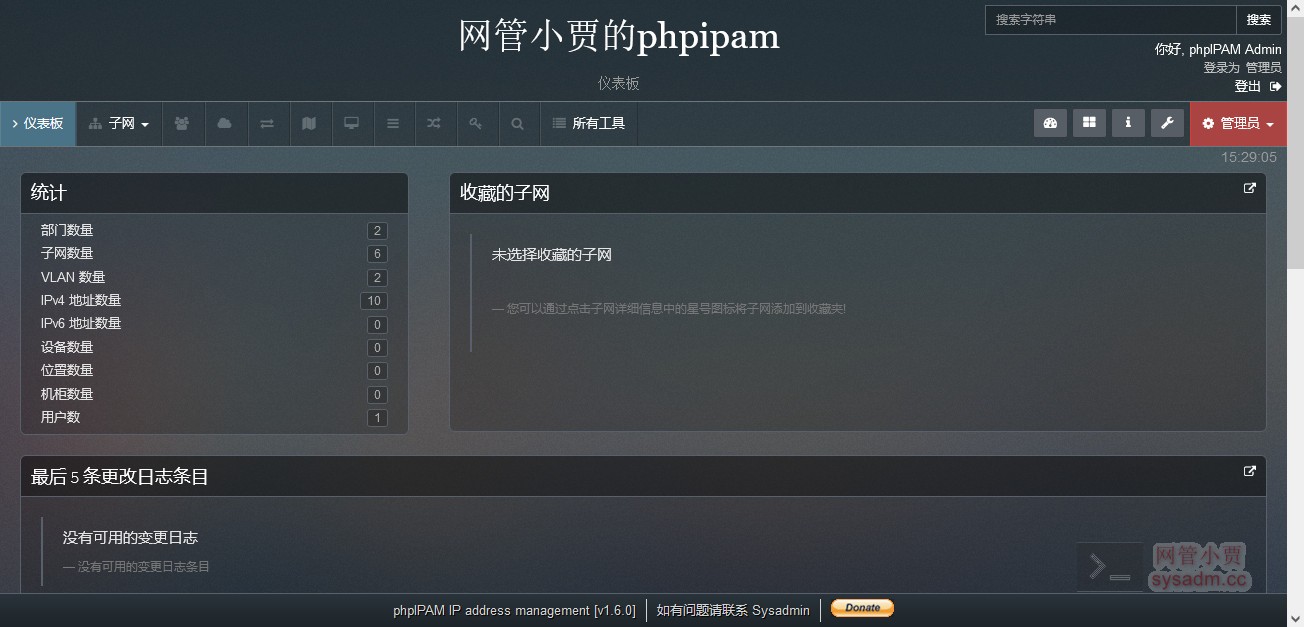 网管小贾的phpipam
搜索字符串
搜索
你好, phpIPAM Admin
登录为 管理员
登出
仪表板
仪表板
子网
所有工具
管理员
15:29:05
统计
部门数量 2
子网数量 6
VLAN 数量 2
IPv4 地址数量 10
IPv6 地址数量 0
设备数量 0
位置数量 0
机柜数量 0
用户数 1
收藏的子网
未选择收藏的子网
— 您可以通过点击子网详细信息中的星号图标将子网添加到收藏夹!
最后 5 条更改日志条目
没有可用的变更日志
— 没有可用的变更日志条目
网管小贾
sysadm.cc
phpIPAM IP address management [v1.6.0]
如有问题请联系 Sysadmin
Donate